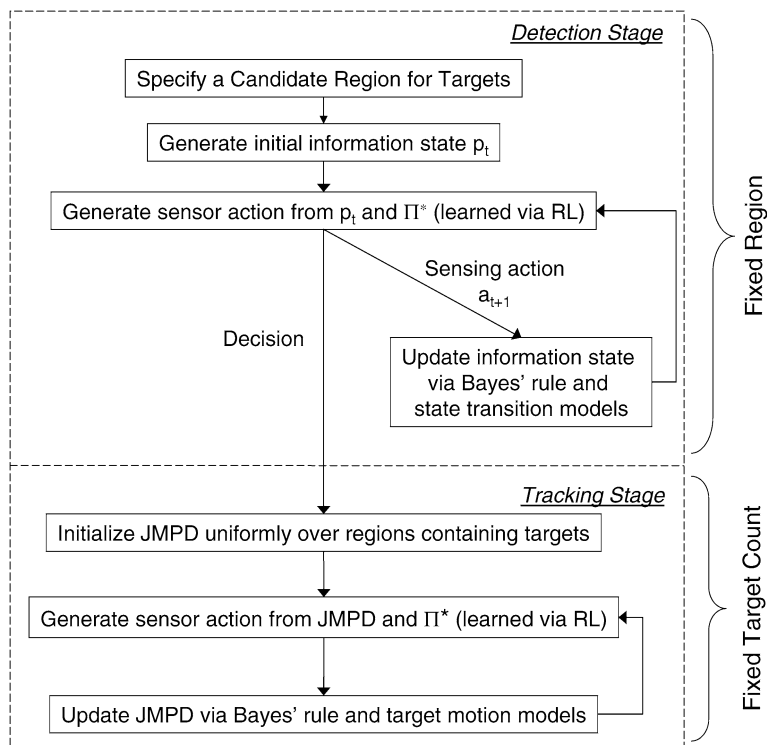 Detection Stage
Specify a Candidate Region for Targets
Generate initial information state pt
Generate sensor action from pt and Π* (learned via RL)
Sensing action
at+1
Decision
Update information state
via Bayes’ rule and
state transition models
Fixed Region
Tracking Stage
Initialize JMPD uniformly over regions containing targets
Generate sensor action from JMPD and Π* (learned via RL)
Update JMPD via Bayes’ rule and target motion models
Fixed Target Count